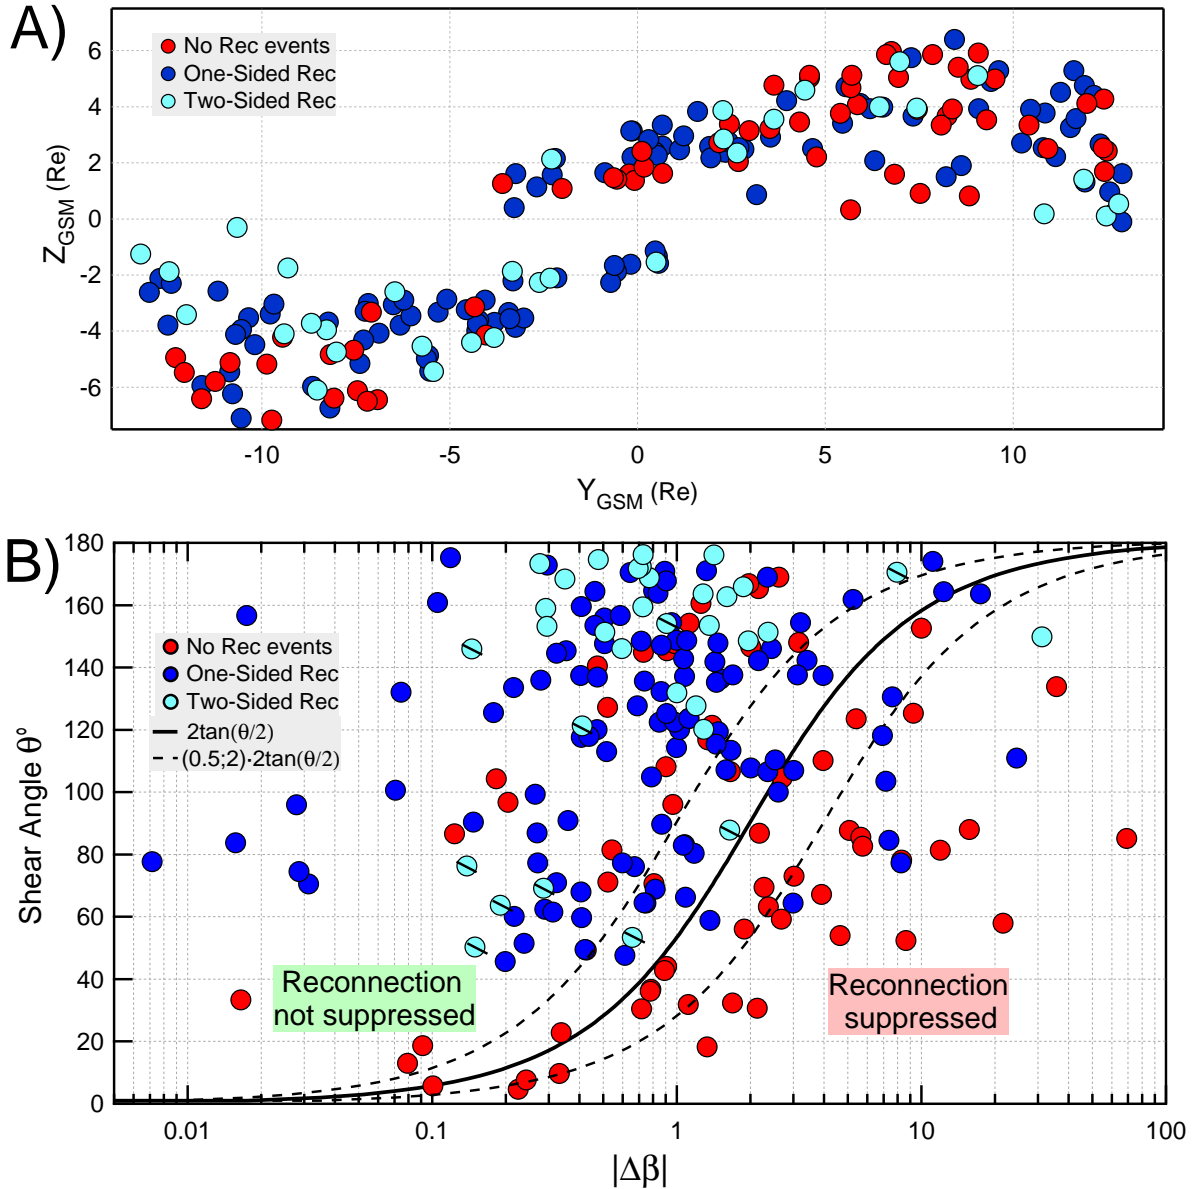 A)
No Rec events
One-Sided Rec
Two-Sided Rec
6
4
2
0
-2
-4
-6
Z_GSM (Re)
-10
-5
0
5
10
Y_GSM (Re)
B)
180
160
140
120
100
80
60
40
20
0
Shear Angle θ°
No Rec events
One-Sided Rec
Two-Sided Rec
2tan(θ/2)
(0.5;2)·2tan(θ/2)
Reconnection
not suppressed
Reconnection
suppressed
0.01
0.1
1
10
100
|Δβ|